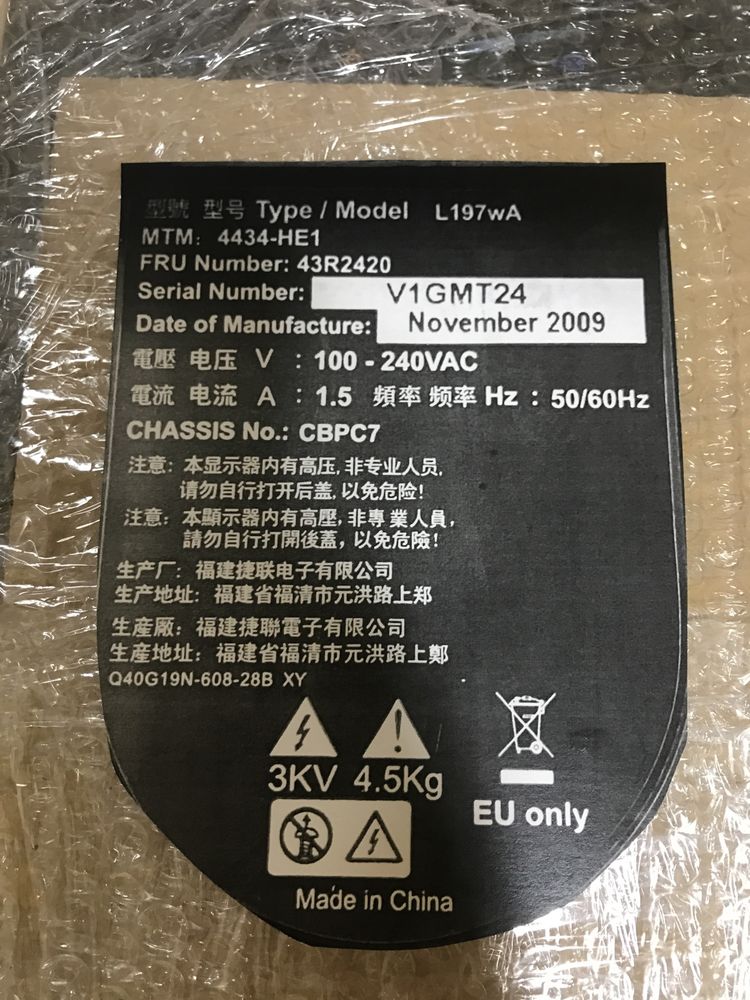 型號 型号 Type / Model L197wA
MTM: 4434-HE1
FRU Number: 43R2420
Serial Number: V1GMT24
Date of Manufacture: November 2009
電壓 电压 V : 100 - 240VAC
電流 电流 A : 1.5 頻率 频率 Hz : 50/60Hz
CHASSIS No.: CBPC7
注意: 本显示器内有高压, 非专业人员,
请勿自行打开后盖, 以免危险!
注意: 本顯示器内有高壓, 非專業人員,
請勿自行打開後蓋, 以免危險!
生产厂: 福建捷联电子有限公司
生产地址: 福建省福清市元洪路上郑
生産廠: 福建捷聯電子有限公司
生産地址: 福建省福清市元洪路上鄭
Q40G19N-608-28B XY
3KV 4.5Kg
EU only
Made in China